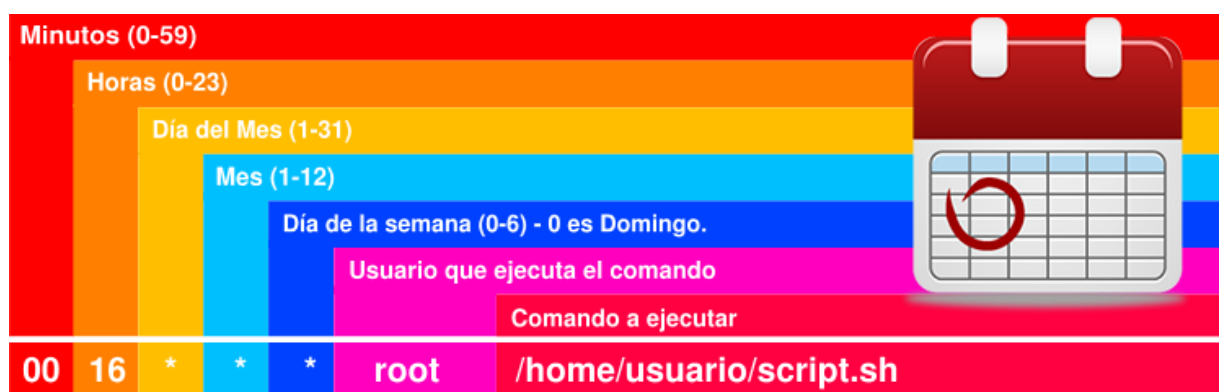 Minutos (0-59)
Horas (0-23)
Día del Mes (1-31)
Mes (1-12)
Día de la semana (0-6) - 0 es Domingo.
Usuario que ejecuta el comando
Comando a ejecutar
00 16 * * * root /home/usuario/script.sh